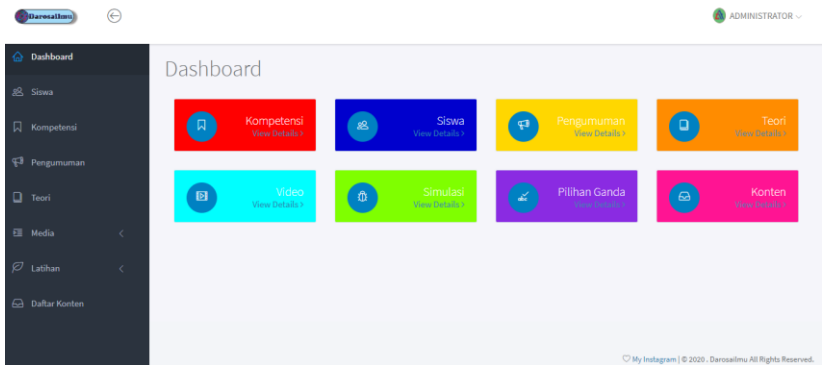 Darosailmu
ADMINISTRATOR
Dashboard
Siswa
Kompetensi
Pengumuman
Teori
Media
Latihan
Daftar Konten
Dashboard
Kompetensi
View Details >
Siswa
View Details >
Pengumuman
View Details >
Teori
View Details >
Video
View Details >
Simulasi
View Details >
Pilihan Ganda
View Details >
Konten
View Details >
My Instagram | © 2020 . Darosailmu All Rights Reserved.